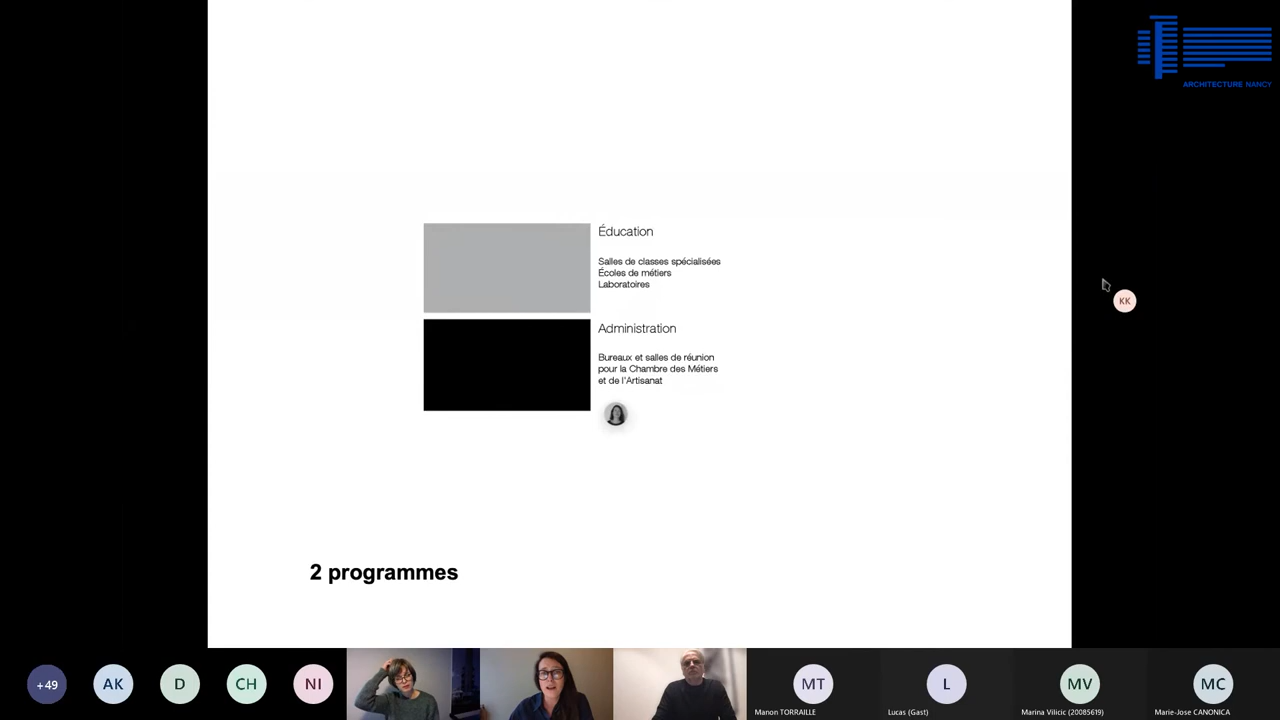 ARCHITECTURE NANCY
Éducation
Salles de classes spécialisées
Écoles de métiers
Laboratoires
KK
Administration
Bureaux et salles de réunion
pour la Chambre des Métiers
et de l'Artisanat
2 programmes
+49
AK
D
CH
NI
MT
L
MV
MC
Manon TORRAILLE
Lucas (Gast)
Marina Vilicic (20085619)
Marie-Jose CANONICA